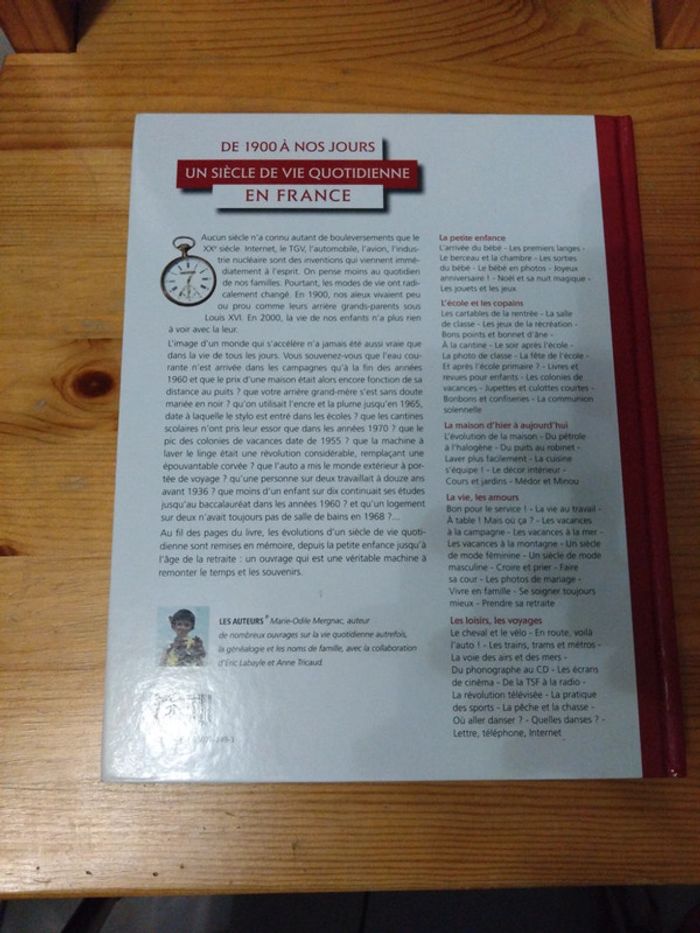 DE 1900 À NOS JOURS
UN SIÈCLE DE VIE QUOTIDIENNE
EN FRANCE
Aucun siècle n'a connu autant de bouleversements que le
XXe siècle. Internet, le TGV, l'automobile, l'avion, l'indus-
trie nucléaire sont des inventions qui viennent immé-
diatement à l'esprit. On pense moins au quotidien
de nos familles. Pourtant, les modes de vie ont radi-
calement changé. En 1900, nos aïeux vivaient peu
ou prou comme leurs arrière grands-parents sous
Louis XVI. En 2000, la vie de nos enfants n'a plus rien
à voir avec la leur.
L'image d'un monde qui s'accélère n'a jamais été aussi vraie que
dans la vie de tous les jours. Vous souvenez-vous que l'eau cou-
rante n'est arrivée dans les campagnes qu'à la fin des années
1960 et que le prix d'une maison était alors encore fonction de sa
distance au puits ? que votre arrière grand-mère s'est sans doute
mariée en noir ? qu'on utilisait l'encre et la plume jusqu'en 1965,
date à laquelle le stylo est entré dans les écoles ? que les cantines
scolaires n'ont pris leur essor que dans les années 1970 ? que le
pic des colonies de vacances date de 1955 ? que la machine à
laver le linge était une révolution considérable, remplaçant une
épouvantable corvée ? que l'auto a mis le monde extérieur à por-
tée de voyage ? qu'une personne sur deux travaillait à douze ans
avant 1936 ? que moins d'un enfant sur dix continuait ses études
jusqu'au baccalauréat dans les années 1960 ? et qu'un logement
sur deux n'avait toujours pas de salle de bains en 1968 ?...
Au fil des pages du livre, les évolutions d'un siècle de vie quoti-
dienne sont remises en mémoire, depuis la petite enfance jusqu'à
l'âge de la retraite : un ouvrage qui est une véritable machine à
remonter le temps et les souvenirs.
LES AUTEURS Marie-Odile Mergnac, auteur
de nombreux ouvrages sur la vie quotidienne autrefois,
la généalogie et les noms de famille, avec la collaboration
d'Éric Labayle et Anne Tricaud.
La petite enfance
L'arrivée du bébé - Les premiers langes -
Le berceau et la chambre - Les sorties
du bébé - Le bébé en photos - Joyeux
anniversaire ! - Noël et sa nuit magique -
Les jouets et les jeux
L'école et les copains
Les cartables de la rentrée - La salle
de classe - Les jeux de la récréation -
Bons points et bonnet d'âne -
À la cantine - Le soir après l'école -
La photo de classe - La fête de l'école -
Et après l'école primaire ? - Livres et
revues pour enfants - Les colonies de
vacances - Jupettes et culottes courtes -
Bonbons et confiseries - La communion
solennelle
La maison d'hier à aujourd'hui
L'évolution de la maison - Du pétrole
à l'halogène - Du puits au robinet -
Laver plus facilement - La cuisine
s'équipe ! - Le décor intérieur -
Cours et jardins - Médor et Minou
La vie, les amours
Bon pour le service ! - La vie au travail -
À table ! Mais où ça ? - Les vacances
à la campagne - Les vacances à la mer -
Les vacances à la montagne - Un siècle
de mode féminine - Un siècle de mode
masculine - Croire et prier - Faire
sa cour - Les photos de mariage -
Vivre en famille - Se soigner toujours
mieux - Prendre sa retraite
Les loisirs, les voyages
Le cheval et le vélo - En route, voilà
l'auto ! - Les trains, trams et métros -
La voie des airs et des mers -
Du phonographe au CD - Les écrans
de cinéma - De la TSF à la radio -
La révolution télévisée - La pratique
des sports - La pêche et la chasse -
Où aller danser ? - Quelles danses ? -
Lettre, téléphone, Internet